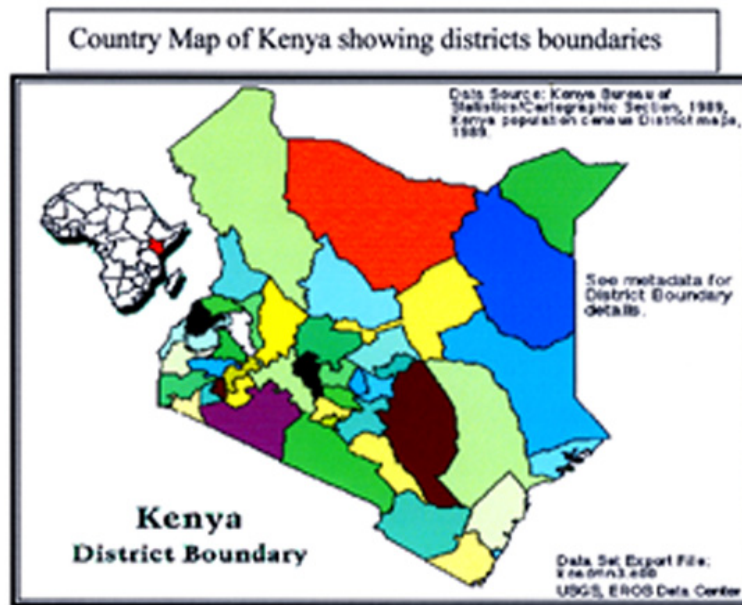 Country Map of Kenya showing districts boundaries
Data Source: Kenya Bureau of
Statistics/Cartographic Section, 1989,
Kenya population census District maps,
1989.
See metadata for
District Boundary
details.
Kenya
District Boundary
Data Set Export File:
USGS, EROS Data Center